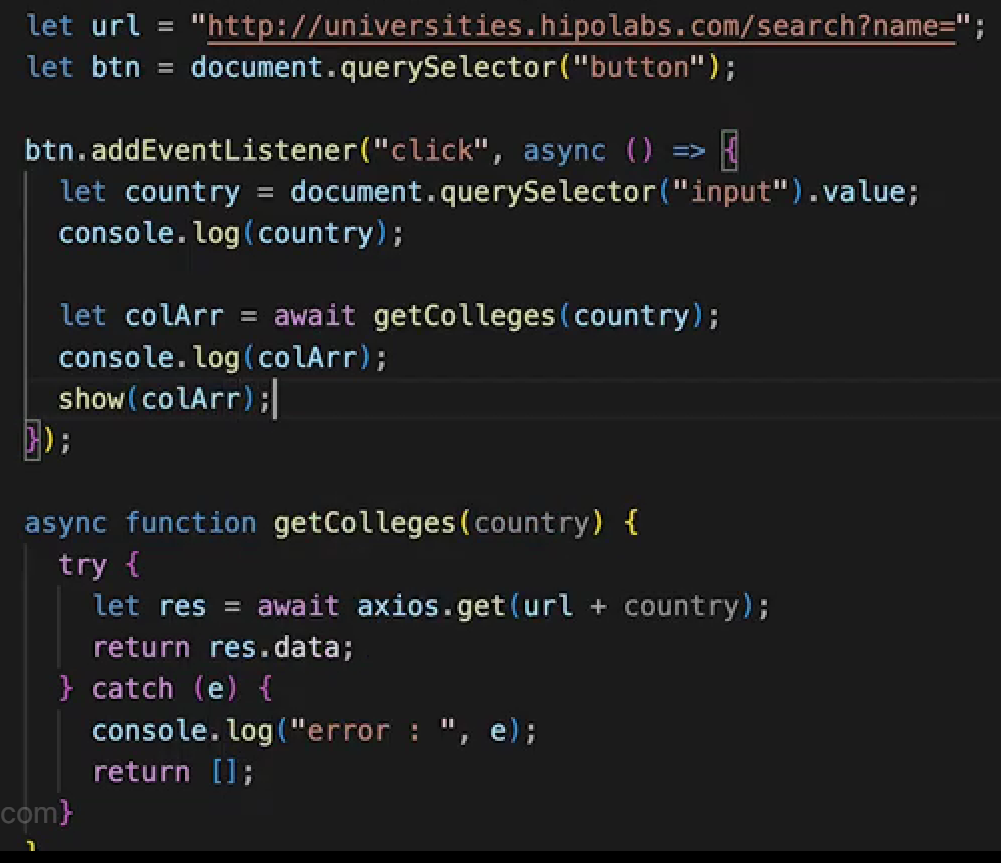 let url = "http://universities.hipolabs.com/search?name=";
let btn = document.querySelector("button");

btn.addEventListener("click", async () => {
  let country = document.querySelector("input").value;
  console.log(country);

  let colArr = await getColleges(country);
  console.log(colArr);
  show(colArr);
});

async function getColleges(country) {
  try {
    let res = await axios.get(url + country);
    return res.data;
  } catch (e) {
    console.log("error : ", e);
    return [];
com}
}